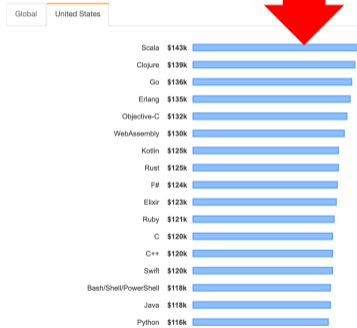 Global United States
Scala $143k
Clojure $139k
Go $136k
Erlang $135k
Objective-C $132k
WebAssembly $130k
Kotlin $125k
Rust $125k
F# $124k
Elixir $123k
Ruby $121k
C $120k
C++ $120k
Swift $120k
Bash/Shell/PowerShell $118k
Java $118k
Python $116k